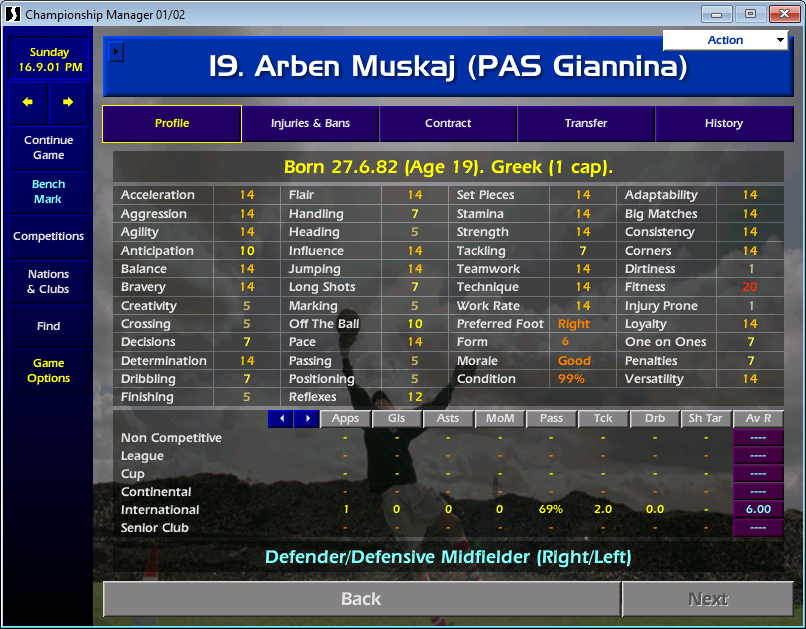 Championship Manager 01/02
Action
Sunday
16.9.01 PM
19. Arben Muskaj (PAS Giannina)
Continue
Game
Bench
Mark
Competitions
Nations
& Clubs
Find
Game
Options
Profile Injuries & Bans Contract Transfer History
Born 27.6.82 (Age 19). Greek (1 cap).
Acceleration 14 Flair 14 Set Pieces 14 Adaptability 14
Aggression 14 Handling 7 Stamina 14 Big Matches 14
Agility 14 Heading 5 Strength 14 Consistency 14
Anticipation 10 Influence 14 Tackling 7 Corners 14
Balance 14 Jumping 14 Teamwork 14 Dirtiness 1
Bravery 14 Long Shots 7 Technique 14 Fitness 20
Creativity 5 Marking 5 Work Rate 14 Injury Prone 1
Crossing 5 Off The Ball 10 Preferred Foot Right Loyalty 14
Decisions 7 Pace 14 Form 6 One on Ones 7
Determination 14 Passing 5 Morale Good Penalties 7
Dribbling 7 Positioning 5 Condition 99% Versatility 14
Finishing 5 Reflexes 12
Apps Gls Asts MoM Pass Tck Drb Sh Tar Av R
Non Competitive - - - - - - - - ----
League - - - - - - - - ----
Cup - - - - - - - - ----
Continental - - - - - - - - ----
International 1 0 0 0 69% 2.0 0.0 - 6.00
Senior Club - - - - - - - - ----
Defender/Defensive Midfielder (Right/Left)
Back Next